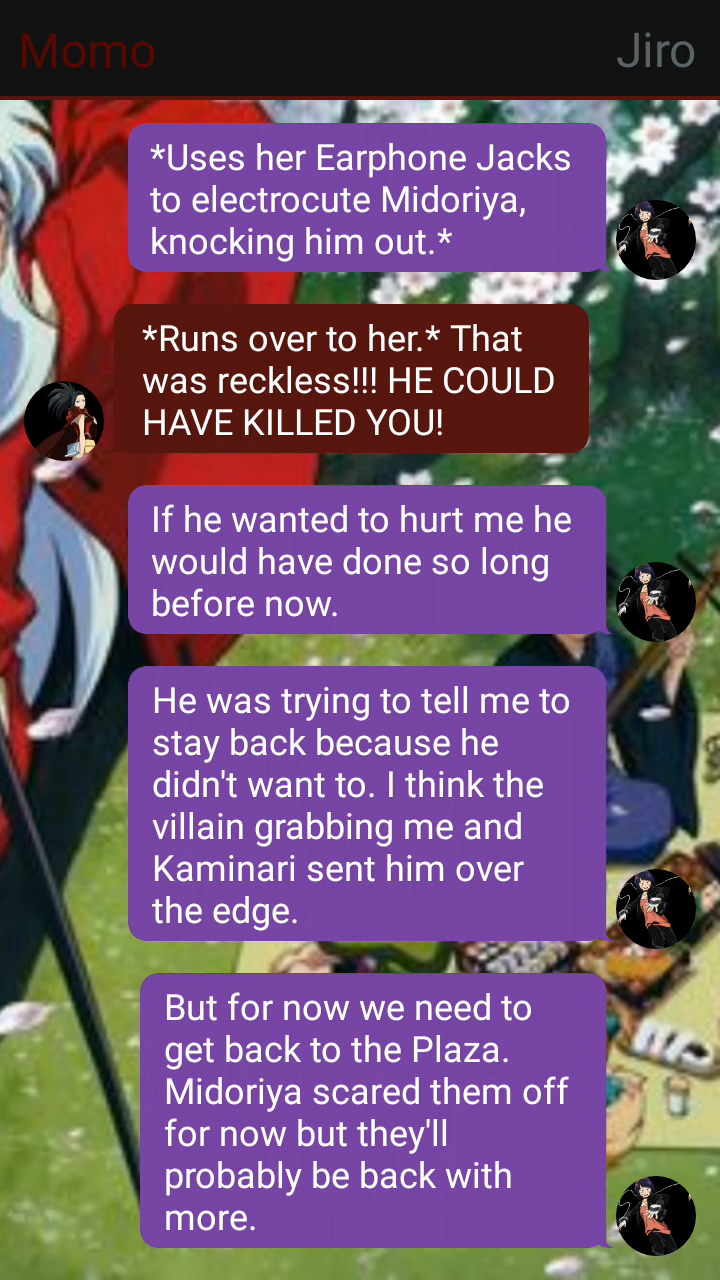 Momo
Jiro
*Uses her Earphone Jacks
to electrocute Midoriya,
knocking him out.*
*Runs over to her.* That
was reckless!!! HE COULD
HAVE KILLED YOU!
If he wanted to hurt me he
would have done so long
before now.
He was trying to tell me to
stay back because he
didn't want to. I think the
villain grabbing me and
Kaminari sent him over
the edge.
But for now we need to
get back to the Plaza.
Midoriya scared them off
for now but they'll
probably be back with
more.